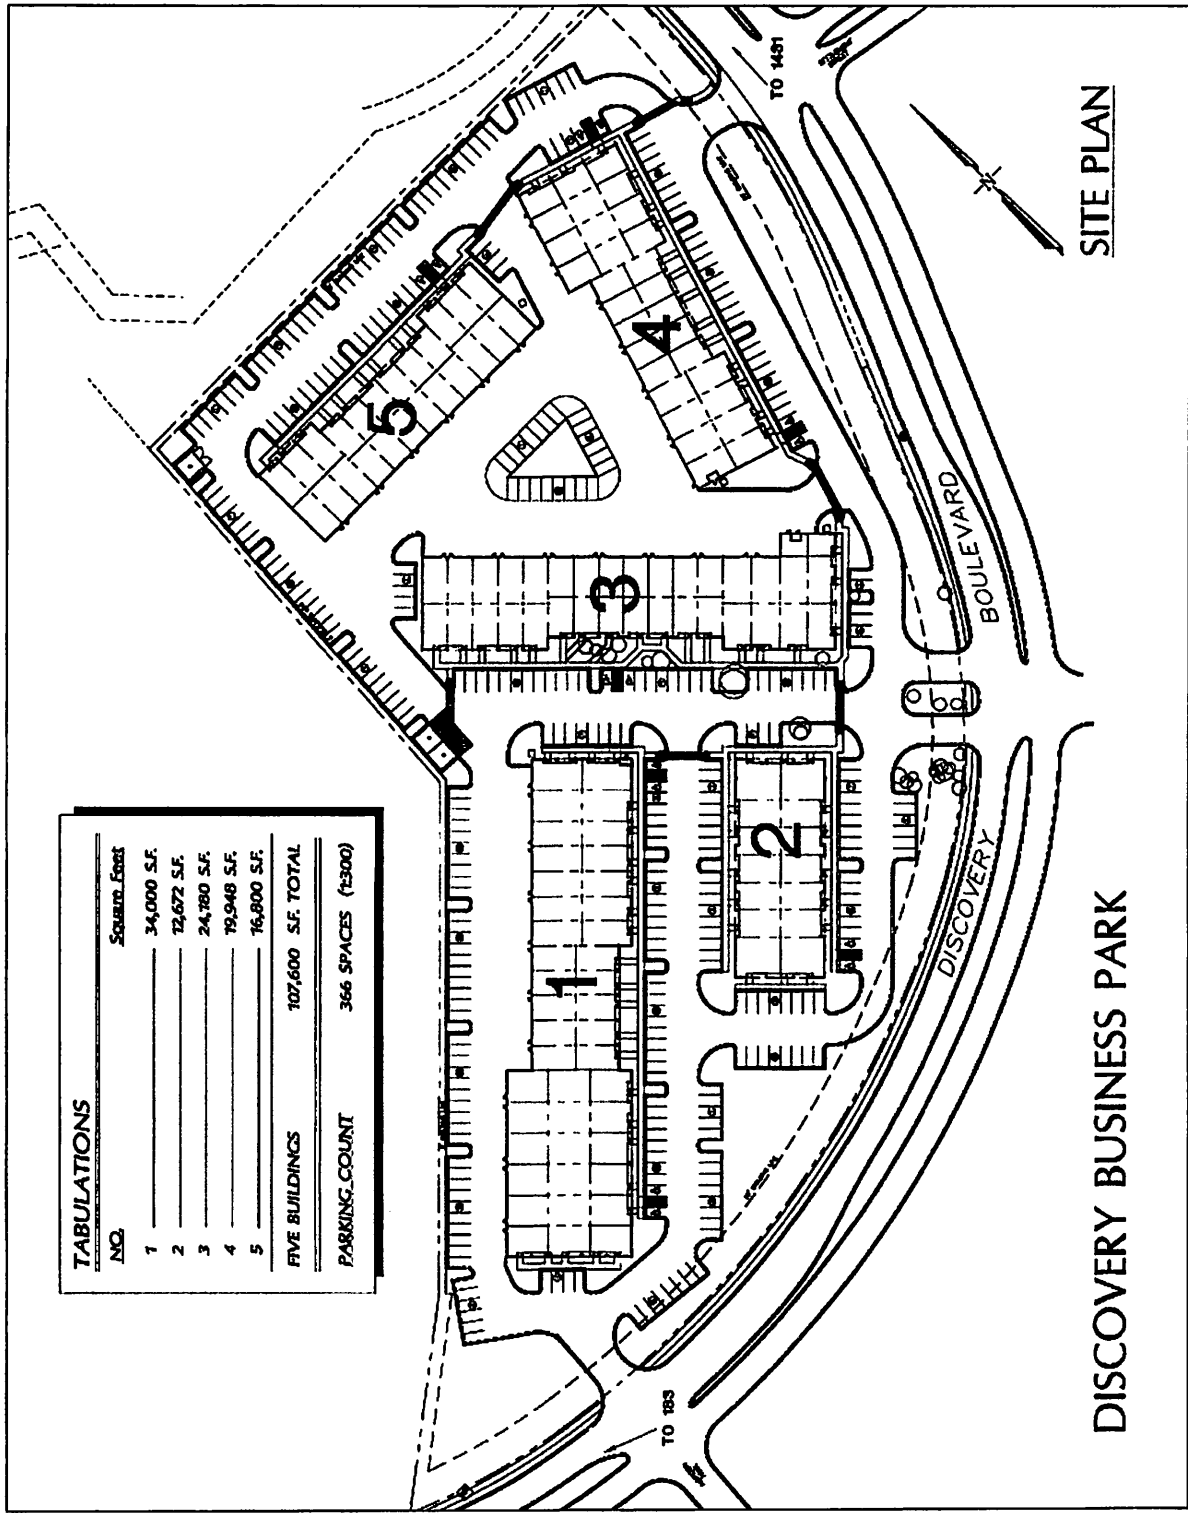 TABULATIONS
NO. Square Feet
1 34,000 S.F.
2 12,672 S.F.
3 24,180 S.F.
4 19,948 S.F.
5 16,800 S.F.
FIVE BUILDINGS 107,600 S.F. TOTAL
PARKING COUNT 366 SPACES (1:300)
1
2
3
4
5
TO 183
TO 1431
DISCOVERY BOULEVARD
N
DISCOVERY BUSINESS PARK
SITE PLAN